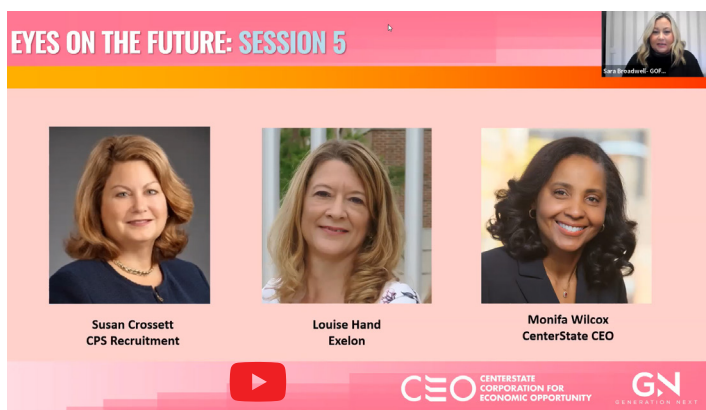 EYES ON THE FUTURE: SESSION 5
Sara Broadwell- GOF...
Susan Crossett
CPS Recruitment
Louise Hand
Exelon
Monifa Wilcox
CenterState CEO
CEO
CENTERSTATE
CORPORATION FOR
ECONOMIC OPPORTUNITY
GN
GENERATION NEXT